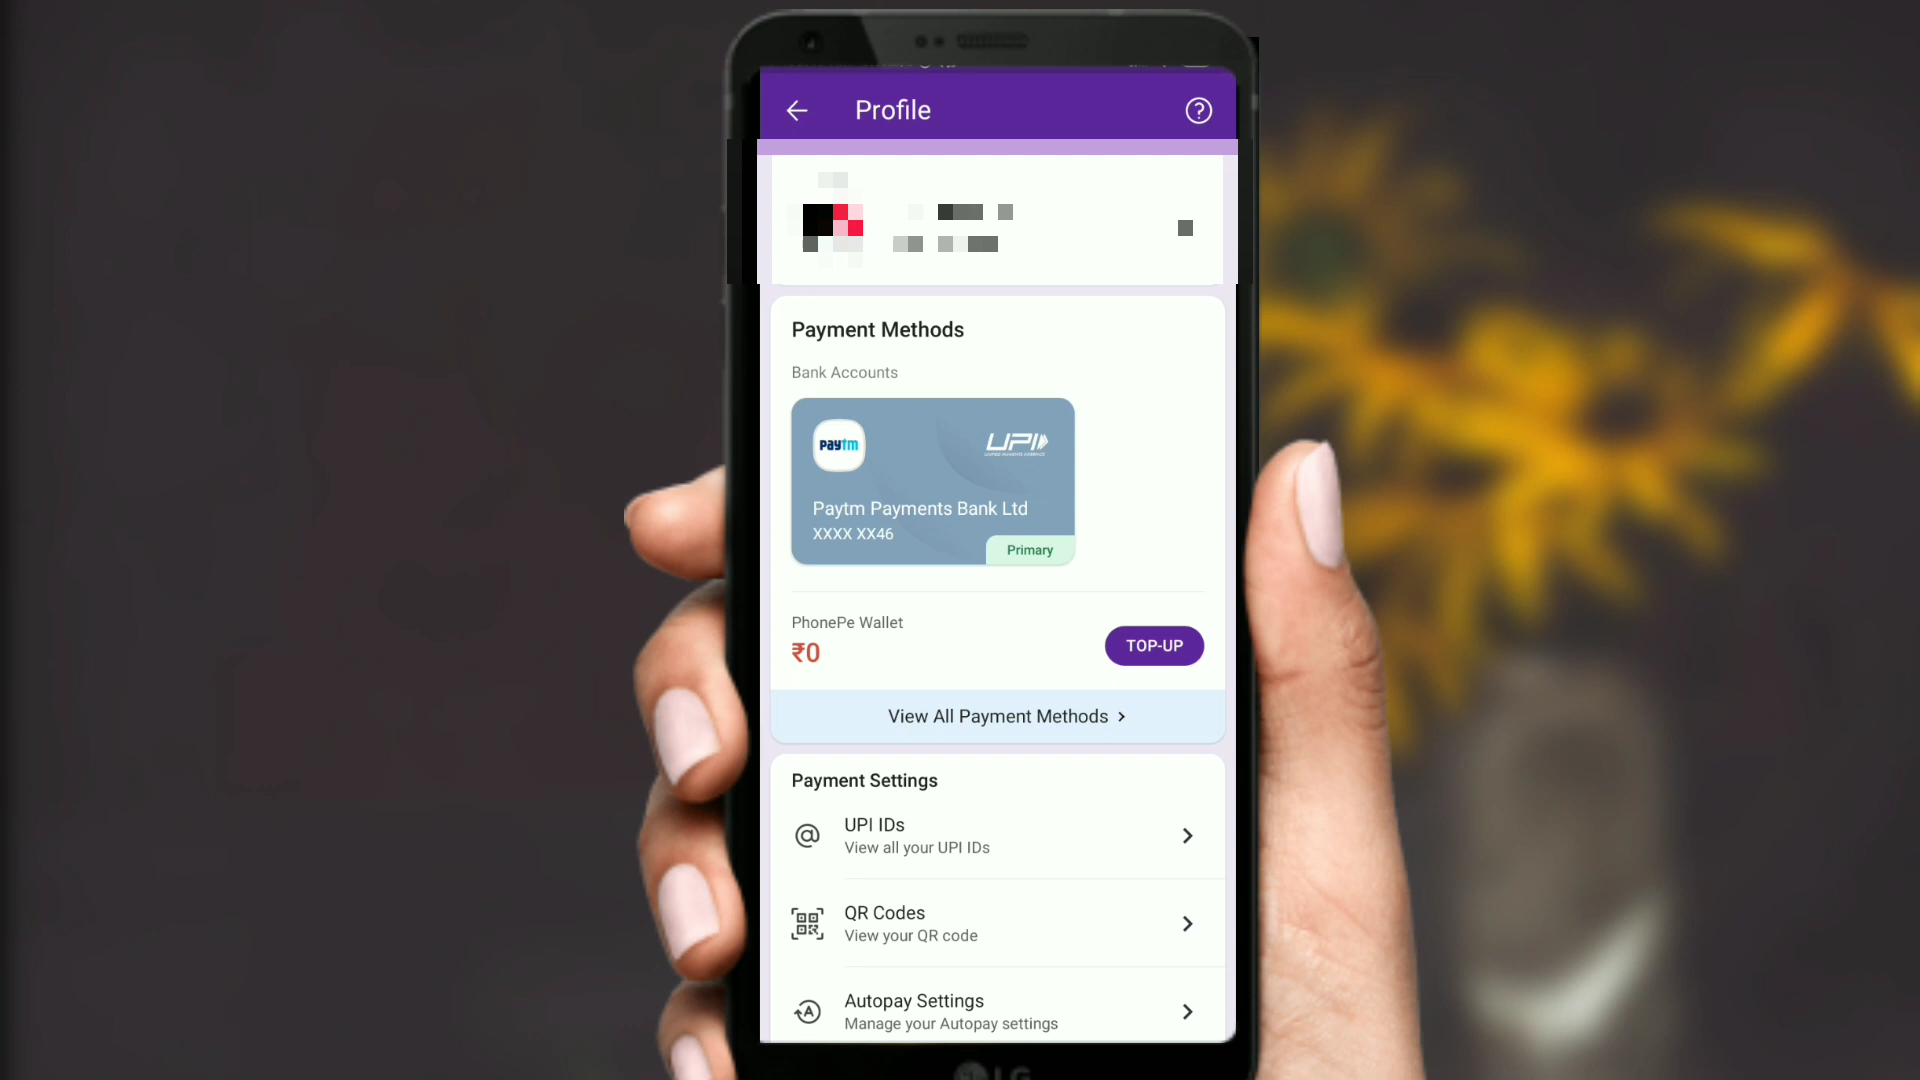 Profile
Payment Methods
Bank Accounts
paytm
UPI
Paytm Payments Bank Ltd
XXXX XX46
Primary
PhonePe Wallet
₹0
TOP-UP
View All Payment Methods
Payment Settings
UPI IDs
View all your UPI IDs
QR Codes
View your QR code
Autopay Settings
Manage your Autopay settings
LG